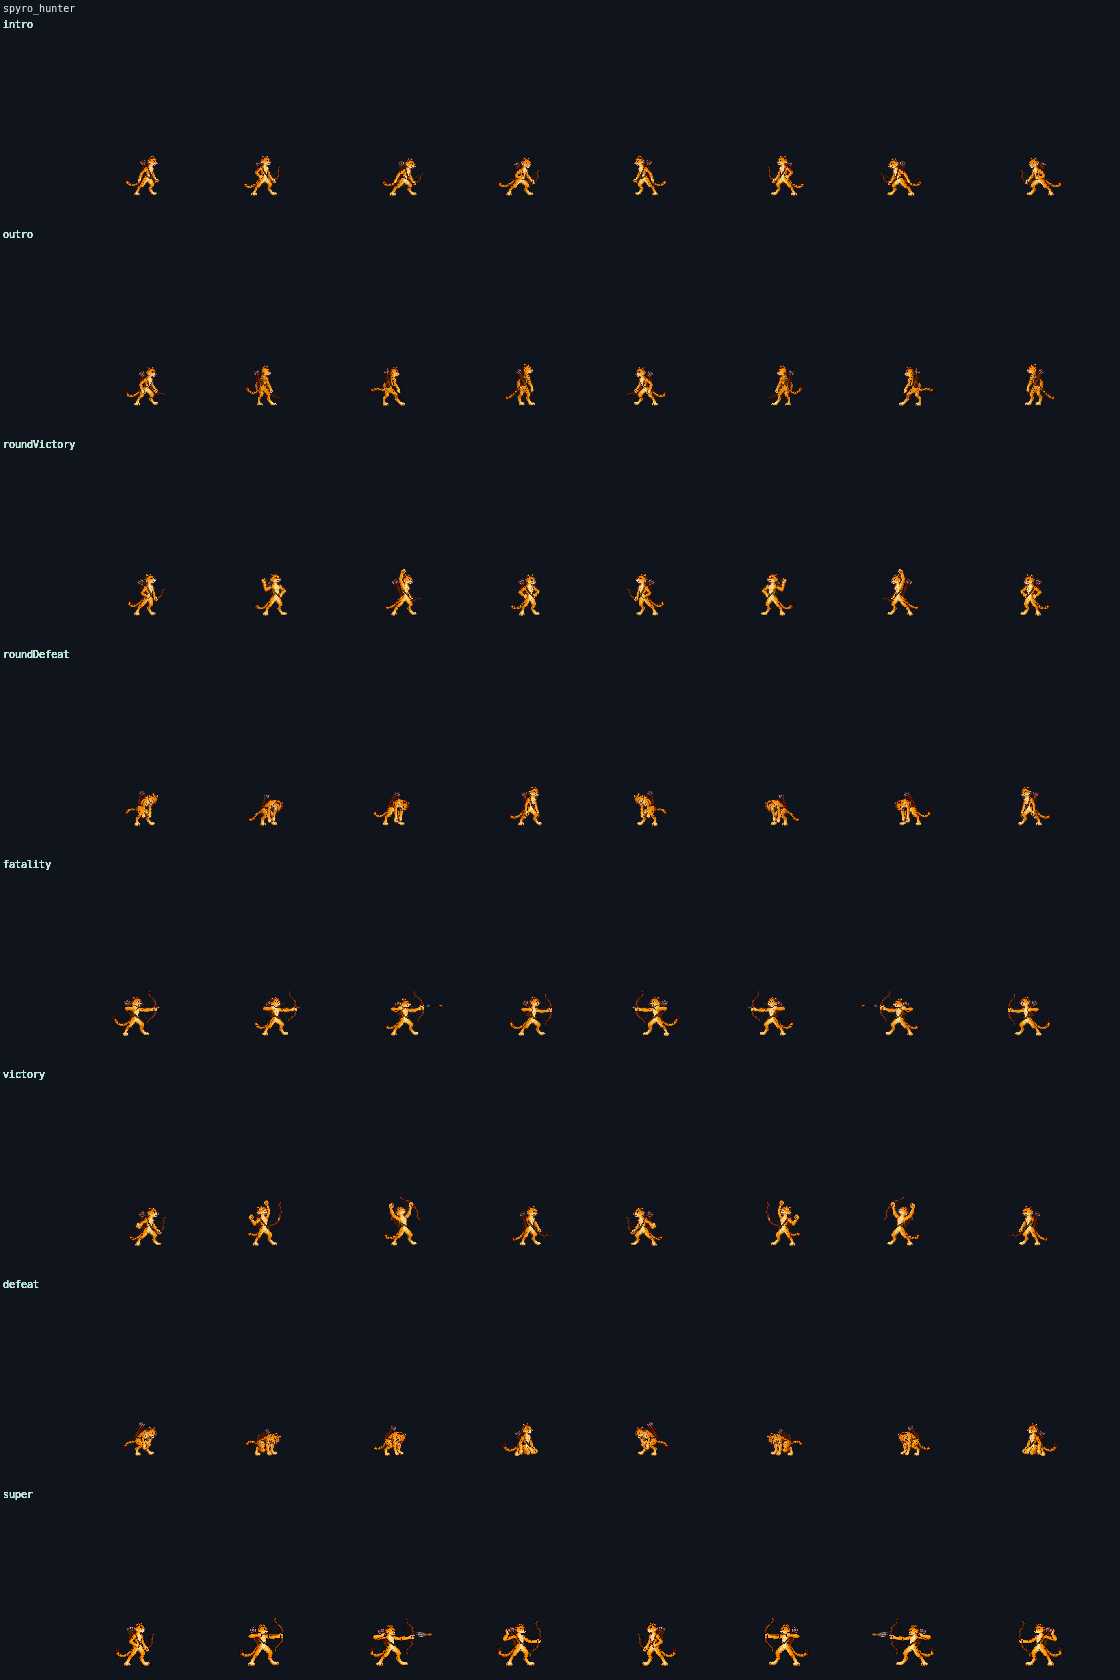 spyro_hunter
intro
outro
roundVictory
roundDefeat
fatality
victory
defeat
super